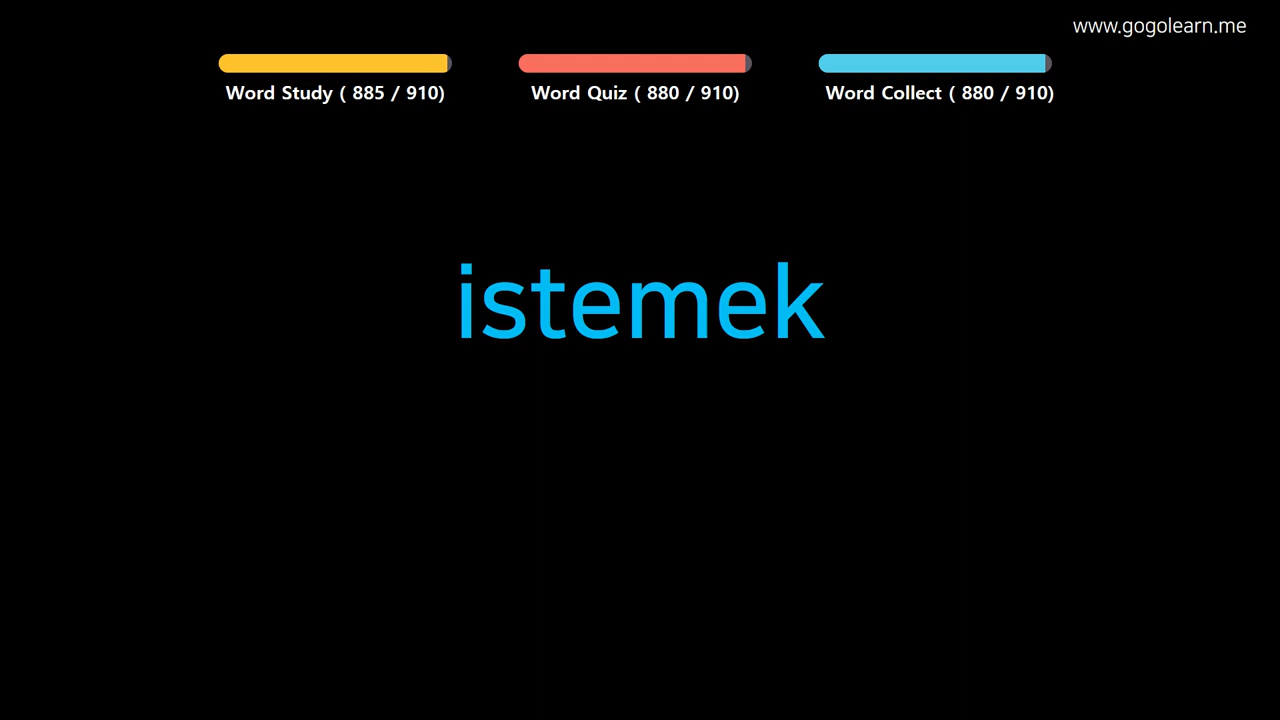 www.gogolearn.me
Word Study ( 885 / 910)
Word Quiz ( 880 / 910)
Word Collect ( 880 / 910)
istemek